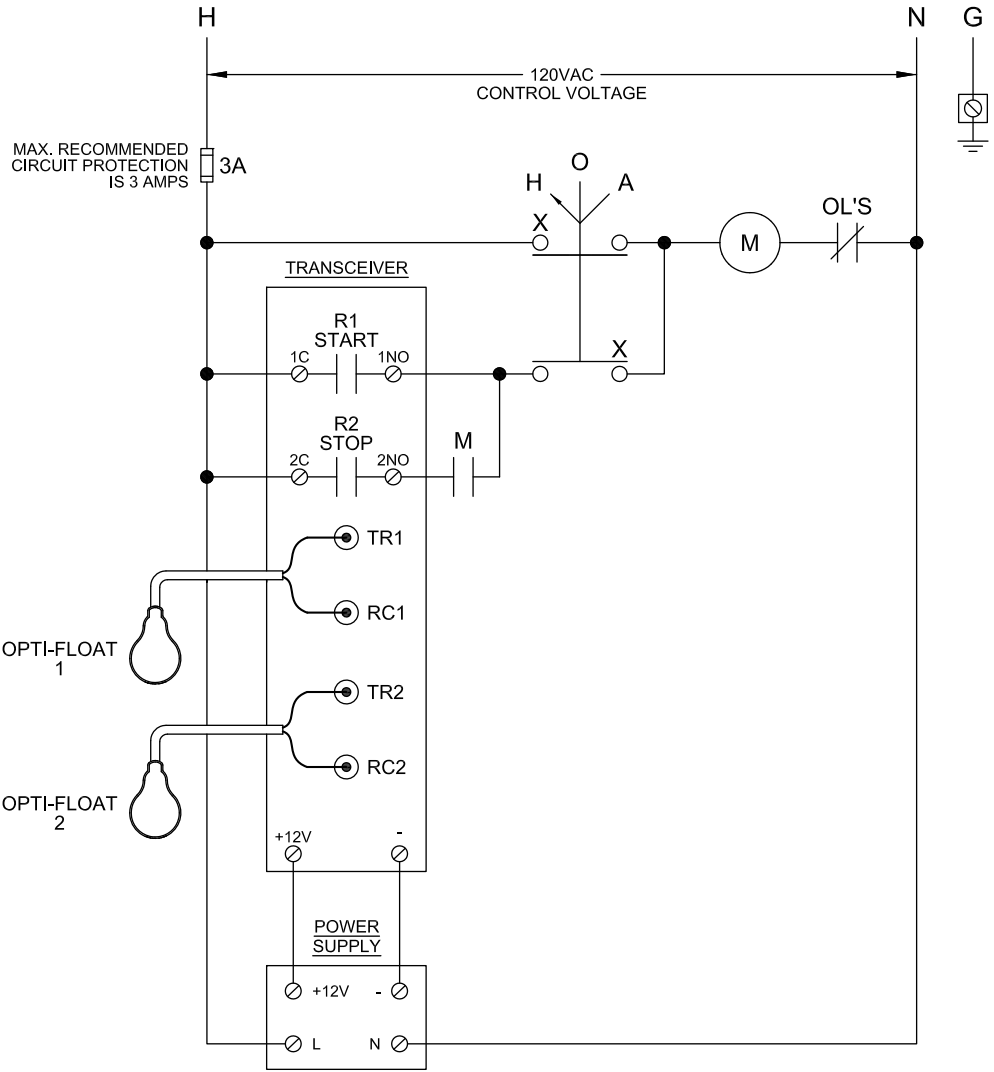 H
N
G
120VAC
CONTROL VOLTAGE
MAX. RECOMMENDED
CIRCUIT PROTECTION
IS 3 AMPS
3A
O
H
A
X
M
OL'S
TRANSCEIVER
R1
START
1C
1NO
X
R2
STOP
2C
2NO
M
TR1
RC1
OPTI-FLOAT
1
TR2
RC2
OPTI-FLOAT
2
+12V
-
POWER
SUPPLY
+12V
-
L
N